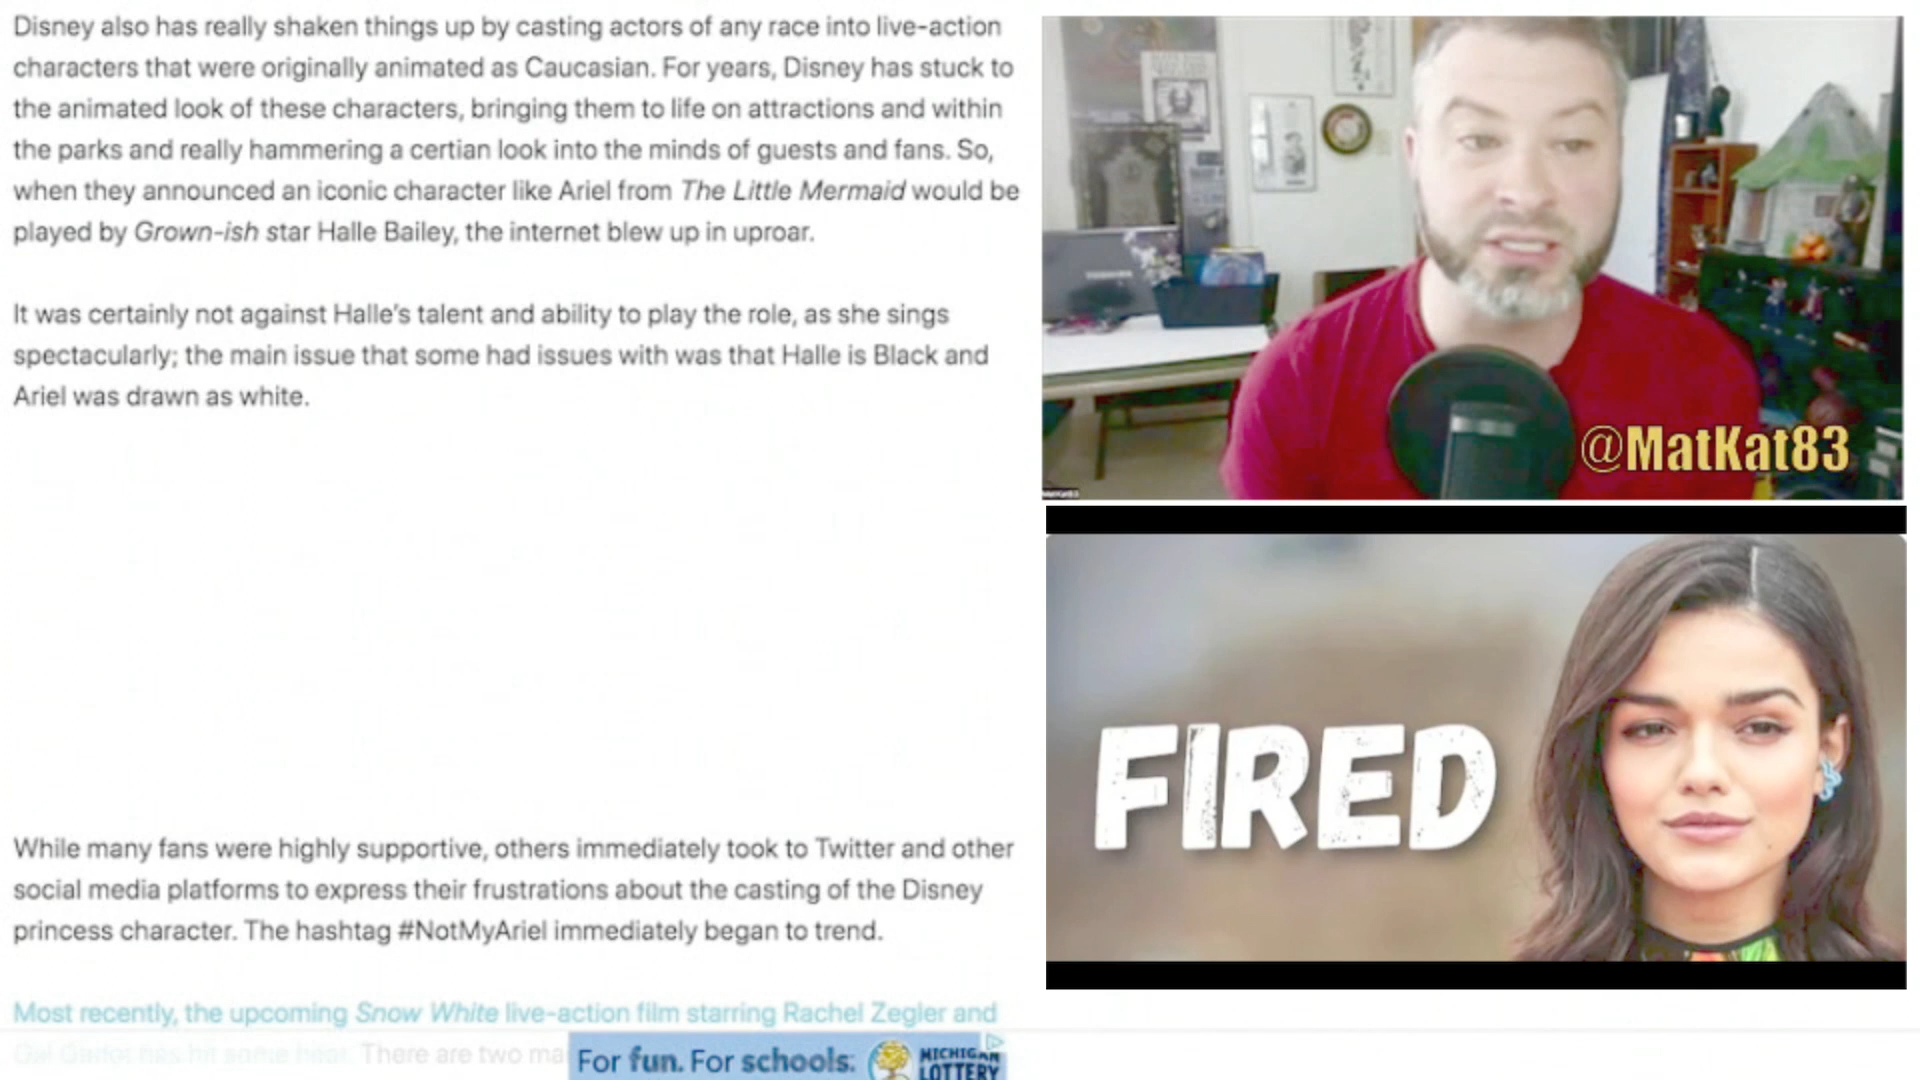 Disney also has really shaken things up by casting actors of any race into live-action
characters that were originally animated as Caucasian. For years, Disney has stuck to
the animated look of these characters, bringing them to life on attractions and within
the parks and really hammering a certian look into the minds of guests and fans. So,
when they announced an iconic character like Ariel from The Little Mermaid would be
played by Grown-ish star Halle Bailey, the internet blew up in uproar.
It was certainly not against Halle's talent and ability to play the role, as she sings
spectacularly; the main issue that some had issues with was that Halle is Black and
Ariel was drawn as white.
While many fans were highly supportive, others immediately took to Twitter and other
social media platforms to express their frustrations about the casting of the Disney
princess character. The hashtag #NotMyAriel immediately began to trend.
Most recently, the upcoming Snow White live-action film starring Rachel Zegler and
Gal Gadot has hit some heat. There are two ma
For fun. For schools.
MICHIGAN
LOTTERY
TOSHIBA
@MatKat83
MatKat83
FIRED